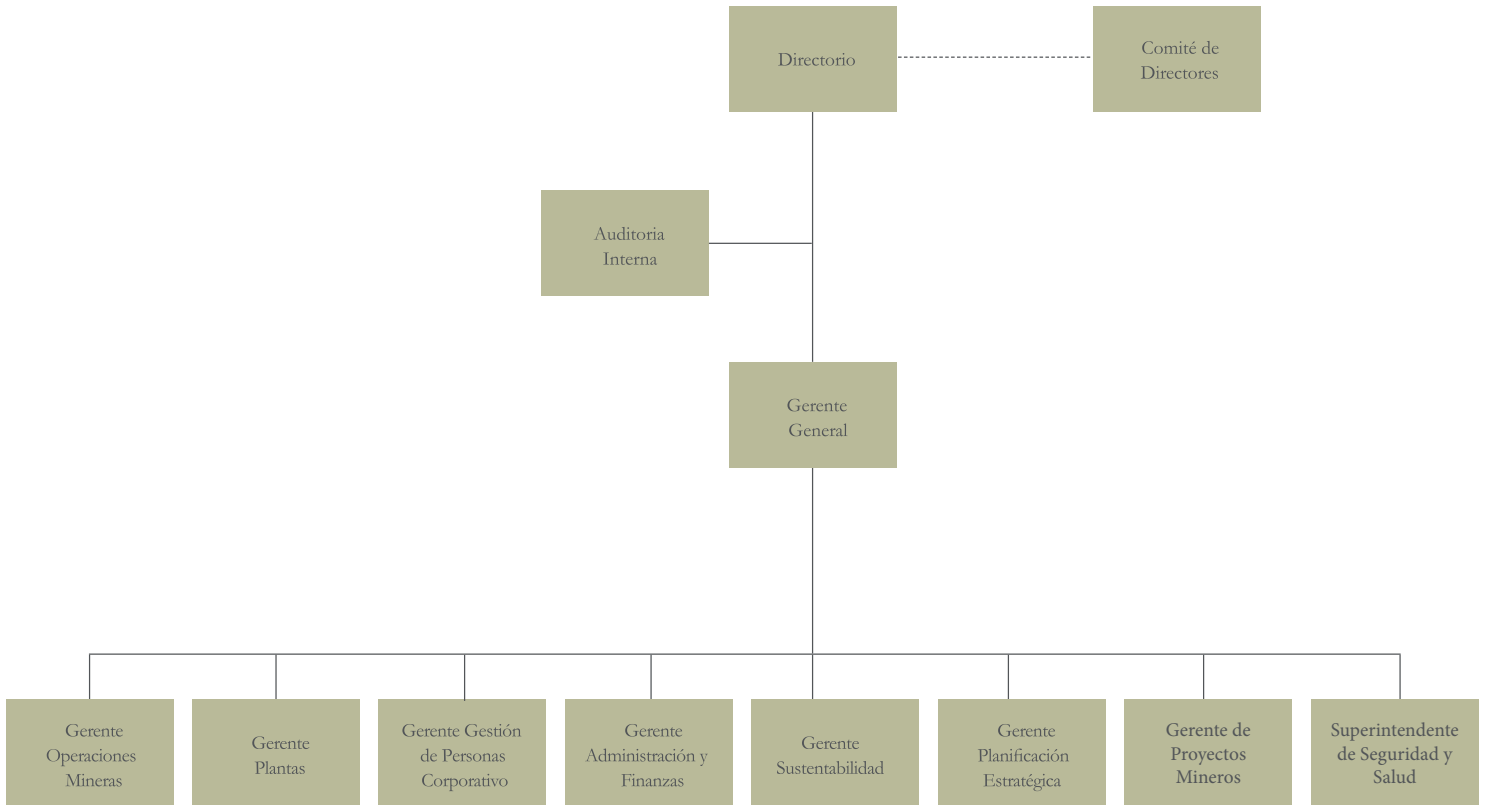 Directorio
Comité de
Directores
Auditoria
Interna
Gerente
General
Gerente
Operaciones
Mineras
Gerente
Plantas
Gerente Gestión
de Personas
Corporativo
Gerente
Administración y
Finanzas
Gerente
Sustentabilidad
Gerente
Planificación
Estratégica
Gerente de
Proyectos
Mineros
Superintendente
de Seguridad y
Salud